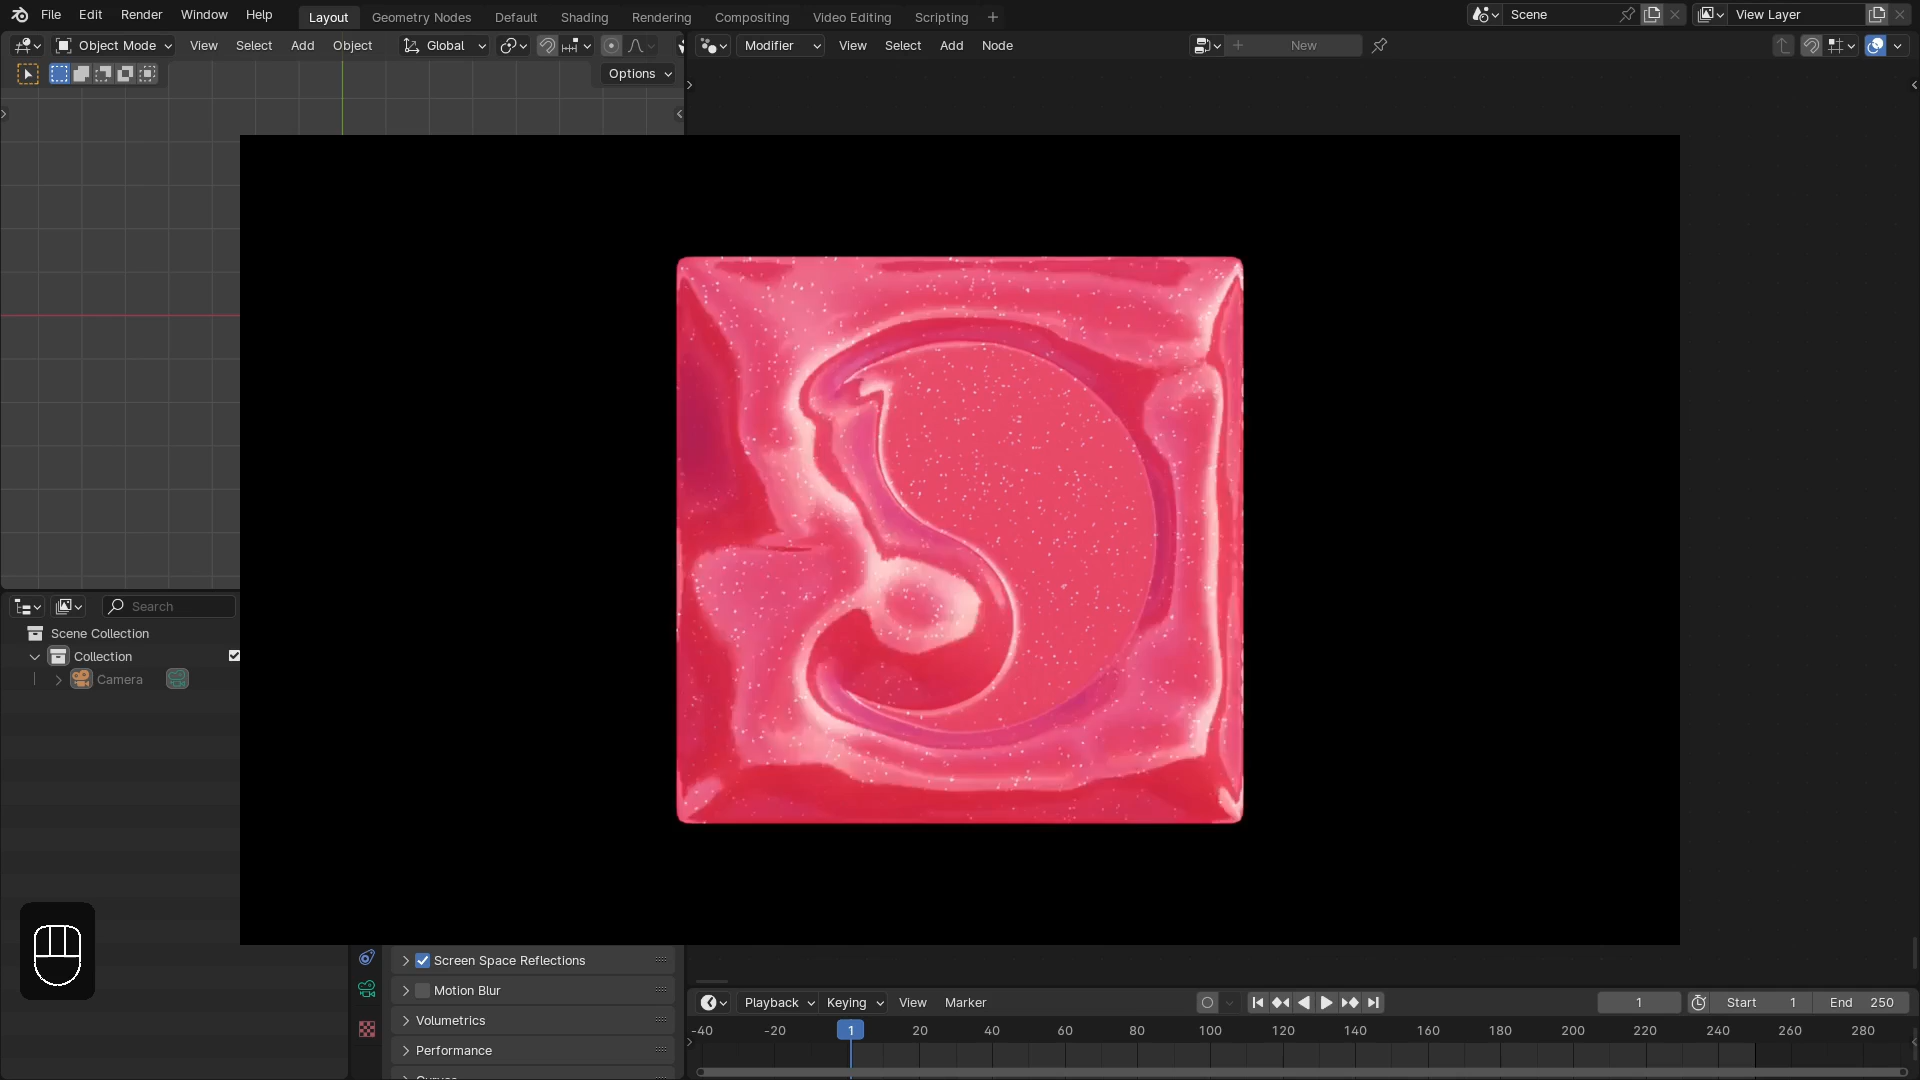 File Edit Render Window Help Layout Geometry Nodes Default Shading Rendering Compositing Video Editing Scripting + Scene View Layer
Object Mode View Select Add Object Global Modifier View Select Add Node New
Options
Search
Scene Collection
Collection
Camera
Screen Space Reflections
Motion Blur
Volumetrics
Performance
Playback Keying View Marker 1 Start 1 End 250
-40 -20 1 20 40 60 80 100 120 140 160 180 200 220 240 260 280